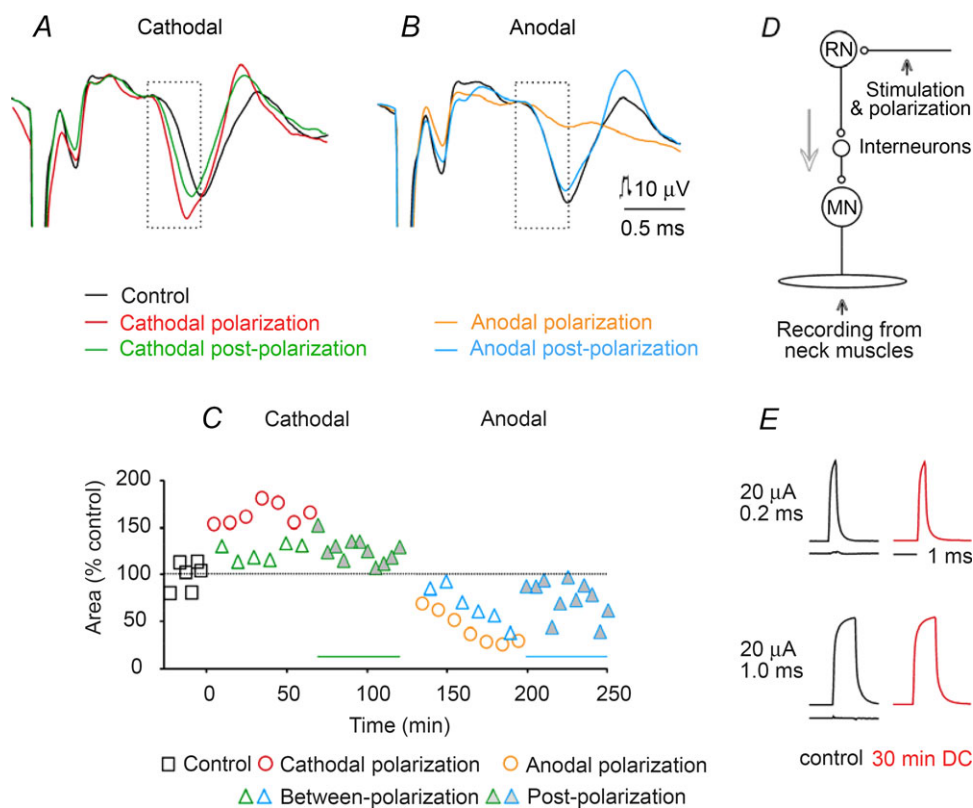 A
Cathodal
B
Anodal
10 μV
0.5 ms
D
RN
Stimulation
& polarization
Interneurons
MN
Recording from
neck muscles
Control
Cathodal polarization
Cathodal post-polarization
Anodal polarization
Anodal post-polarization
C
Cathodal
Anodal
Area (% control)
200
150
100
50
0
0
50
100
150
200
250
Time (min)
Control
Cathodal polarization
Anodal polarization
Between-polarization
Post-polarization
E
20 μA
0.2 ms
1 ms
20 μA
1.0 ms
control
30 min DC